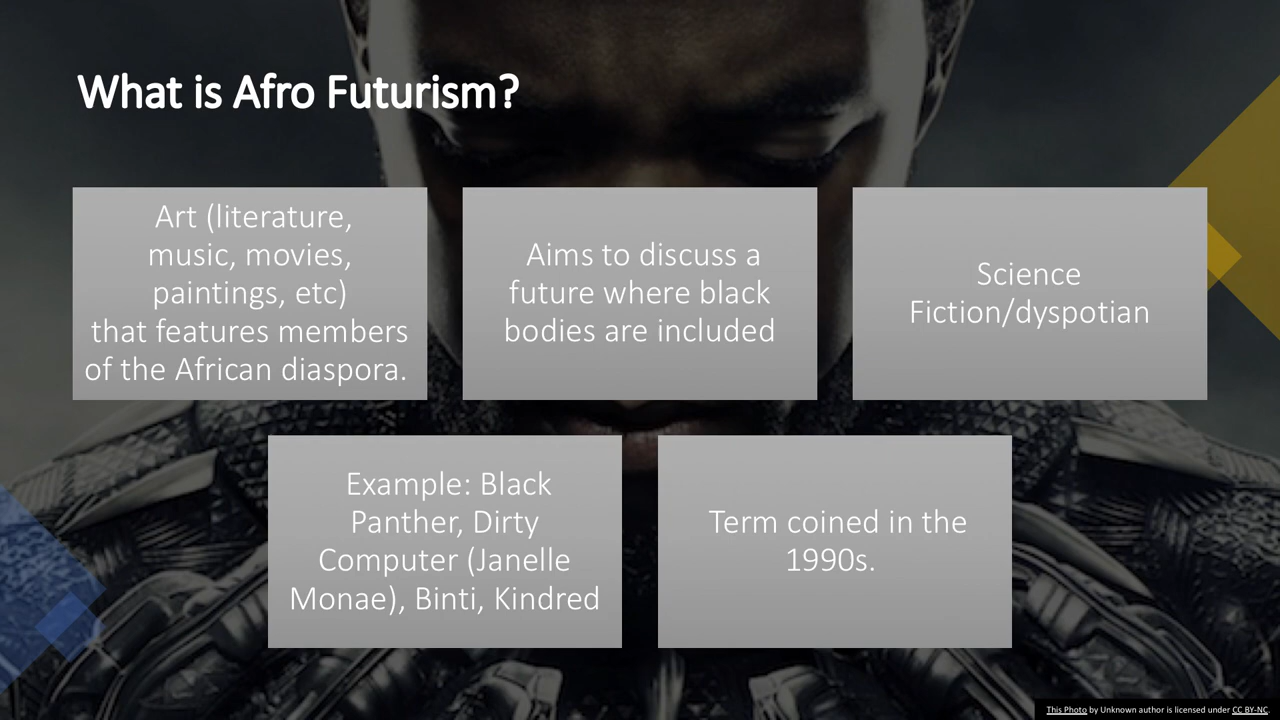 What is Afro Futurism?
Art (literature,
music, movies,
paintings, etc)
that features members
of the African diaspora.
Aims to discuss a
future where black
bodies are included
Science
Fiction/dyspotian
Example: Black
Panther, Dirty
Computer (Janelle
Monae), Binti, Kindred
Term coined in the
1990s.
This Photo by Unknown author is licensed under CC BY-NC.